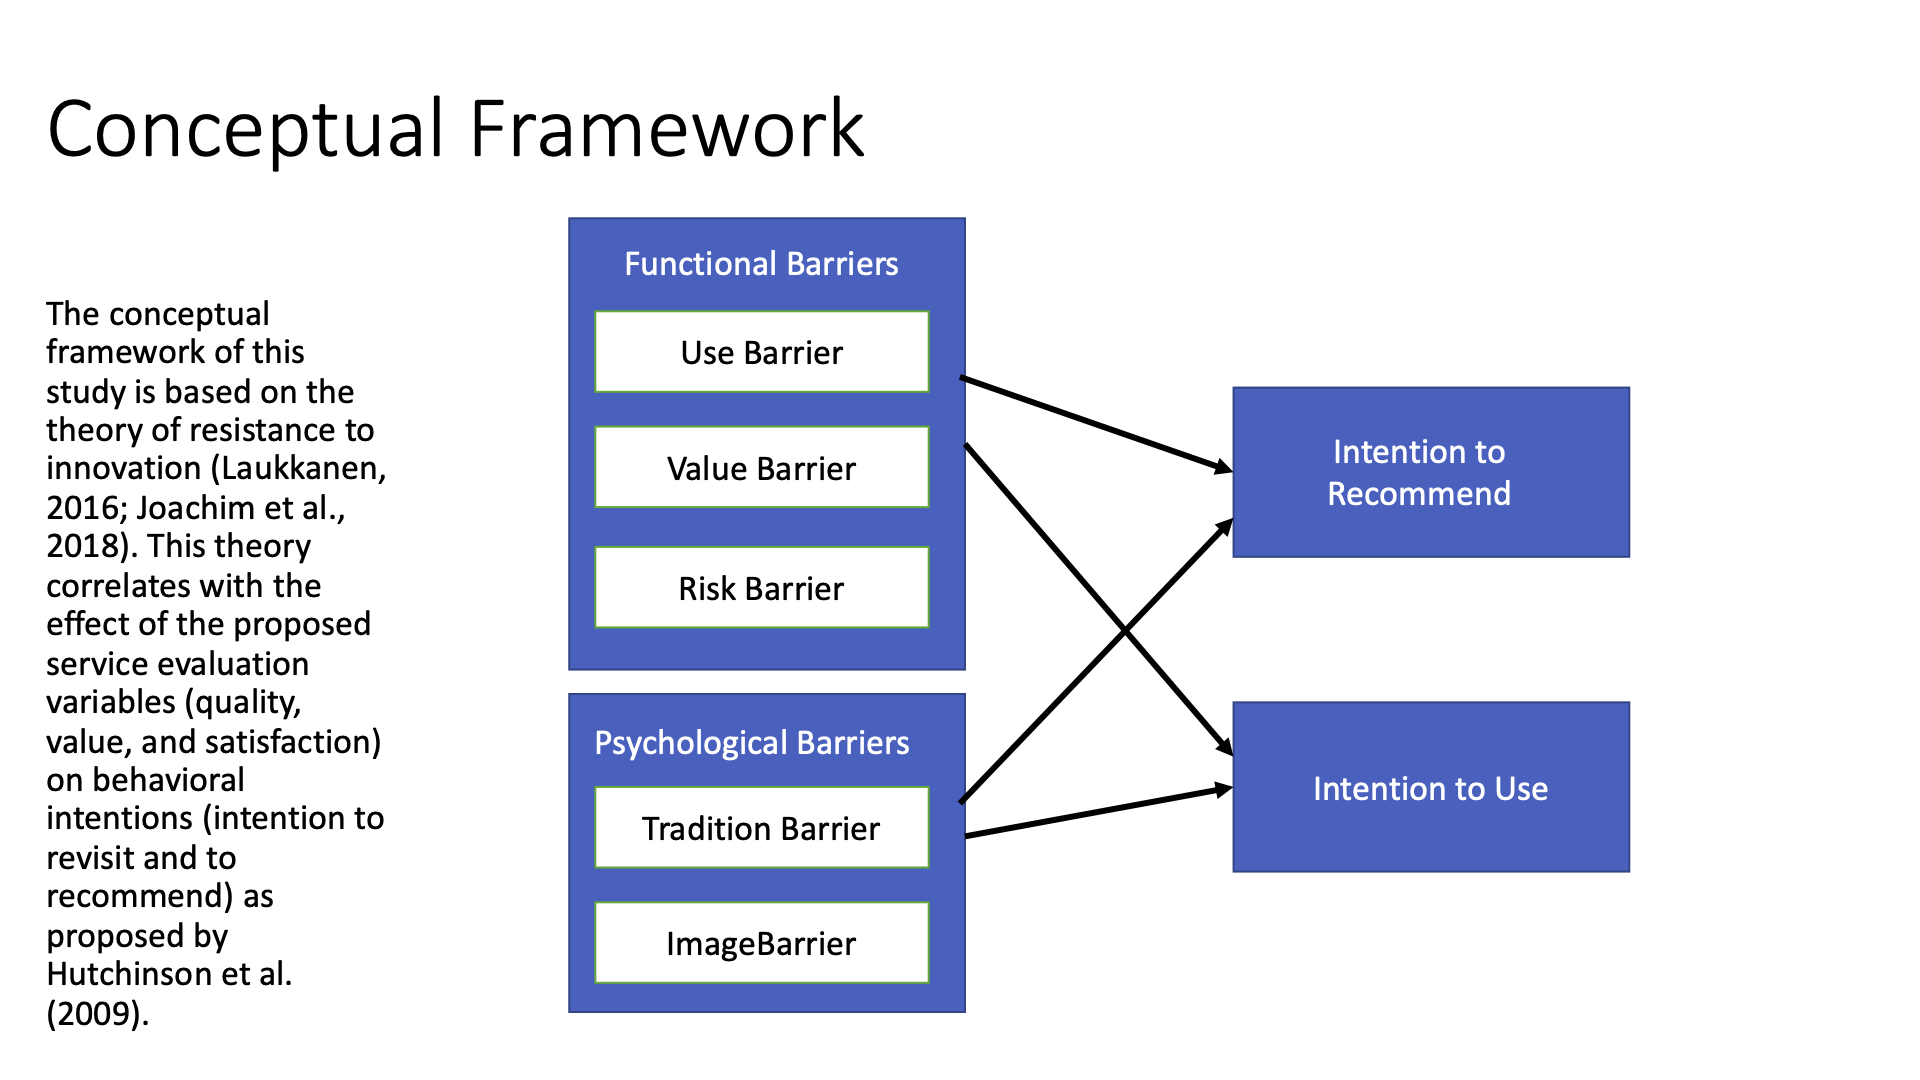 Conceptual Framework
The conceptual
framework of this
study is based on the
theory of resistance to
innovation (Laukkanen,
2016; Joachim et al.,
2018). This theory
correlates with the
effect of the proposed
service evaluation
variables (quality,
value, and satisfaction)
on behavioral
intentions (intention to
revisit and to
recommend) as
proposed by
Hutchinson et al.
(2009).
Functional Barriers
Use Barrier
Value Barrier
Risk Barrier
Psychological Barriers
Tradition Barrier
ImageBarrier
Intention to
Recommend
Intention to Use